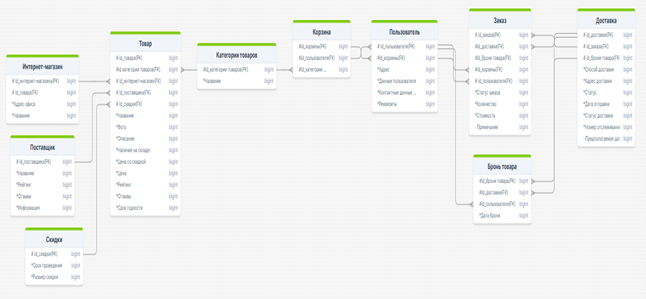 Интернет-магазин
# id_интернет-магазина(PK) bigint
# id_товара(FK) bigint
*Адрес офиса bigint
*Название bigint
Поставщик
# id_поставщика(PK) bigint
*Название bigint
*Рейтинг bigint
*Отзывы bigint
*Информация bigint
Скидки
# id_скидки(PK) bigint
*Срок проведения bigint
*Размер скидки bigint
Товар
# id_товара(PK) bigint
#id категории товаров(FK) bigint
# id_интернет-магазина(FK) bigint
# id_поставщика(FK) bigint
# id_скидки(FK) bigint
*Название bigint
*Фото bigint
*Описание bigint
*Наличие на складе bigint
*Цена со скидкой bigint
*Цена bigint
*Рейтинг bigint
*Отзывы bigint
*Срок годности bigint
Категории товаров
#id_категории товаров(PK) bigint
*Название bigint
Корзина
#id_корзины(PK) bigint
#id_пользователя(FK) bigint
#id_категории ... bigint
Пользователь
# id_пользователя(PK) bigint
#id_корзины(FK) bigint
*Адрес bigint
*Данные пользователя bigint
*Контактные данные ... bigint
*Реквизиты bigint
Заказ
# id_заказа(PK) bigint
#id_доставки(FK) bigint
#id_брони товара(FK) bigint
#id_корзины(FK) bigint
# id_пользователя(FK) bigint
*Статус заказа bigint
*Количество bigint
*Стоимость bigint
Примечание bigint
Бронь товара
#id_брони товара(PK) bigint
#id_доставки(FK) bigint
#id_пользователя(FK) bigint
*Дата брони bigint
Доставка
# id_доставки(PK) bigint
# id_заказа(FK) bigint
#id_брони товара(FK) bigint
*Способ доставки bigint
*Адрес доставки bigint
*Статус bigint
*Дата отправки bigint
*Статус доставки bigint
*Номер отслеживания bigint
Предполагаемая дат. bigint